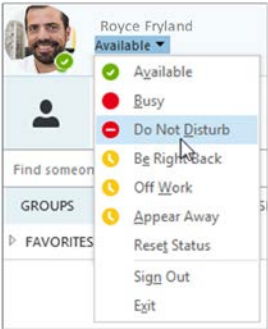 Royce Fryland
Available
Available
Busy
Do Not Disturb
Find someon
Be Right Back
Off Work
GROUPS
Appear Away
FAVORITES
Reset Status
Sign Out
Exit